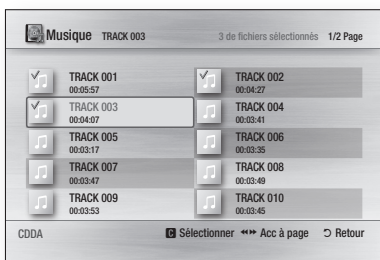 Musique TRACK 003 3 de fichiers sélectionnés 1/2 Page
TRACK 001
00:05:57
TRACK 002
00:04:27
TRACK 003
00:04:07
TRACK 004
00:03:41
TRACK 005
00:03:17
TRACK 006
00:03:35
TRACK 007
00:03:47
TRACK 008
00:03:49
TRACK 009
00:03:53
TRACK 010
00:03:45
CDDA C Sélectionner Acc à page Retour